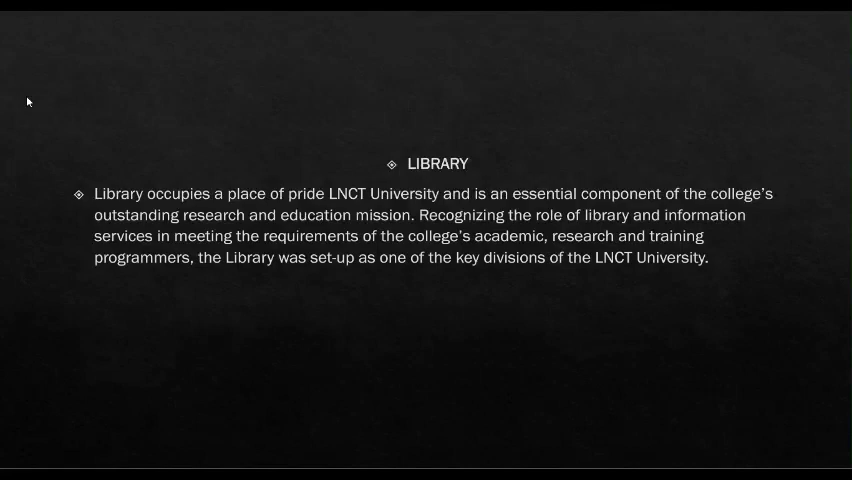 LIBRARY
Library occupies a place of pride LNCT University and is an essential component of the college's
outstanding research and education mission. Recognizing the role of library and information
services in meeting the requirements of the college's academic, research and training
programmers, the Library was set-up as one of the key divisions of the LNCT University.